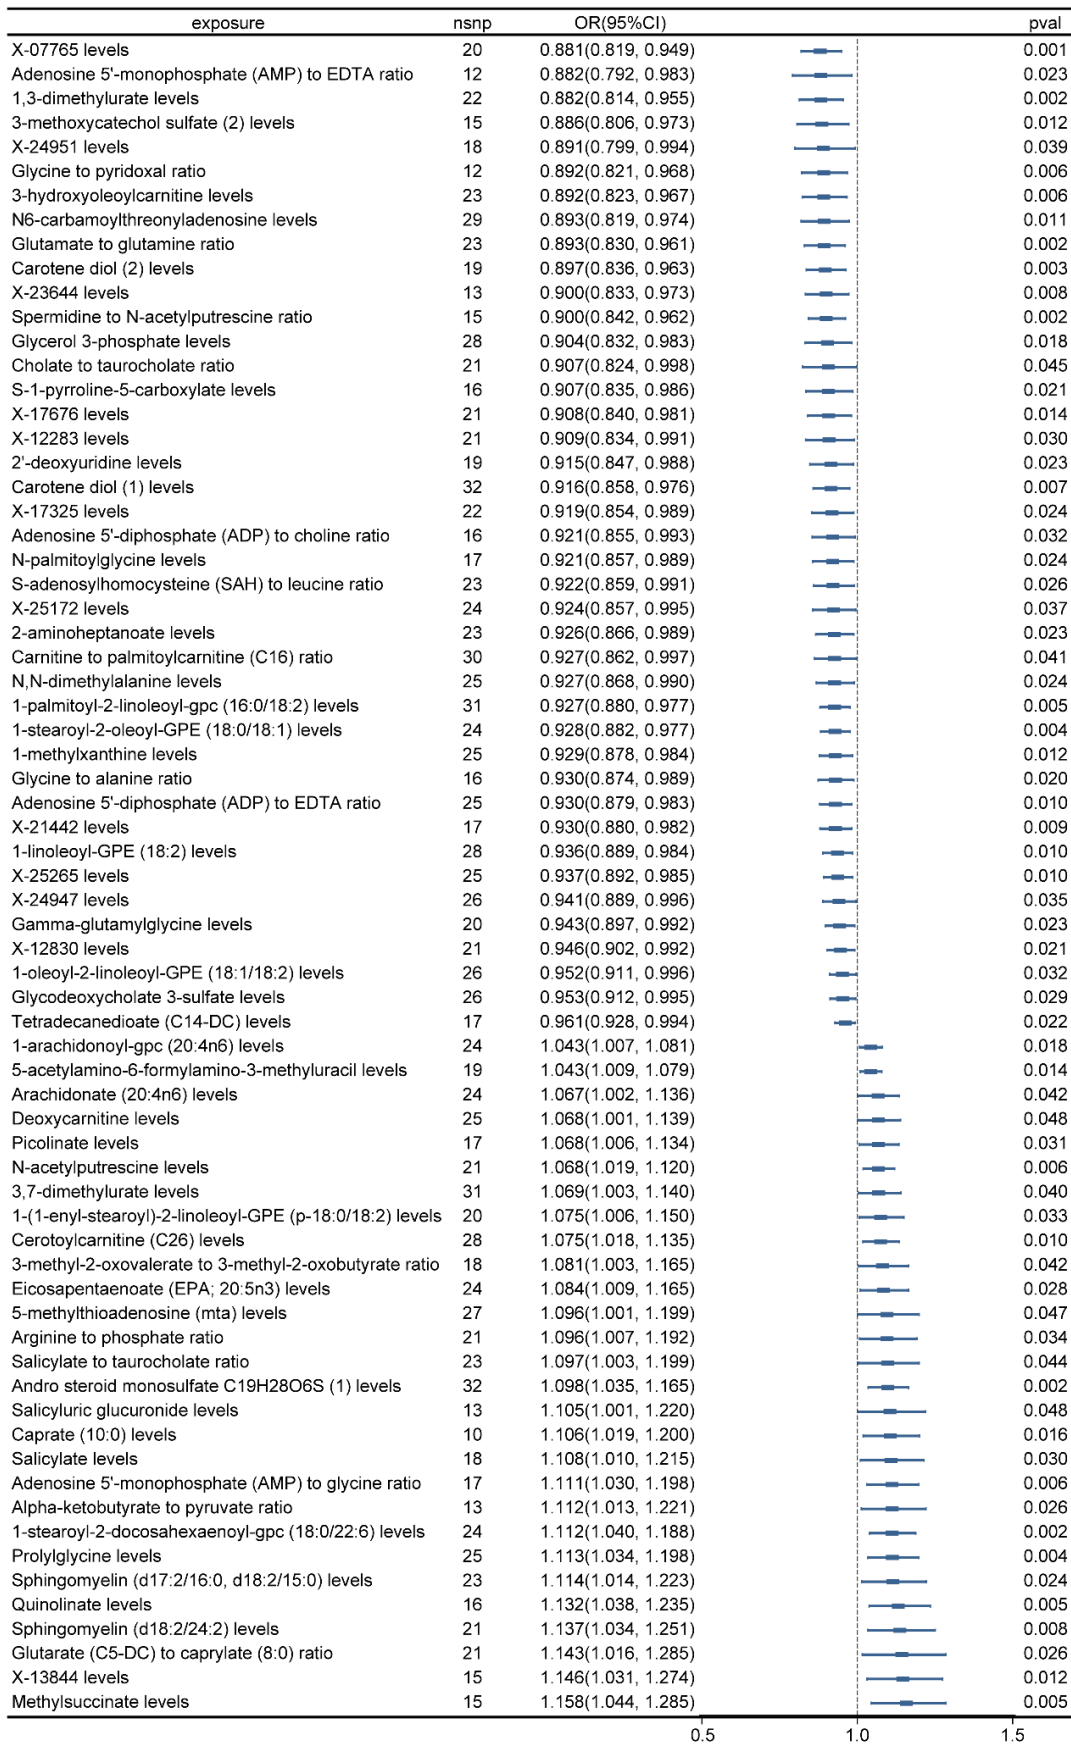 exposure nsnp OR(95%CI) pval
X-07765 levels 20 0.881(0.819, 0.949) 0.001
Adenosine 5'-monophosphate (AMP) to EDTA ratio 12 0.882(0.792, 0.983) 0.023
1,3-dimethylurate levels 22 0.882(0.814, 0.955) 0.002
3-methoxycatechol sulfate (2) levels 15 0.886(0.806, 0.973) 0.012
X-24951 levels 18 0.891(0.799, 0.994) 0.039
Glycine to pyridoxal ratio 12 0.892(0.821, 0.968) 0.006
3-hydroxyoleoylcarnitine levels 23 0.892(0.823, 0.967) 0.006
N6-carbamoylthreonyladenosine levels 29 0.893(0.819, 0.974) 0.011
Glutamate to glutamine ratio 23 0.893(0.830, 0.961) 0.002
Carotene diol (2) levels 19 0.897(0.836, 0.963) 0.003
X-23644 levels 13 0.900(0.833, 0.973) 0.008
Spermidine to N-acetylputrescine ratio 15 0.900(0.842, 0.962) 0.002
Glycerol 3-phosphate levels 28 0.904(0.832, 0.983) 0.018
Cholate to taurocholate ratio 21 0.907(0.824, 0.998) 0.045
S-1-pyrroline-5-carboxylate levels 16 0.907(0.835, 0.986) 0.021
X-17676 levels 21 0.908(0.840, 0.981) 0.014
X-12283 levels 21 0.909(0.834, 0.991) 0.030
2'-deoxyuridine levels 19 0.915(0.847, 0.988) 0.023
Carotene diol (1) levels 32 0.916(0.858, 0.976) 0.007
X-17325 levels 22 0.919(0.854, 0.989) 0.024
Adenosine 5'-diphosphate (ADP) to choline ratio 16 0.921(0.855, 0.993) 0.032
N-palmitoylglycine levels 17 0.921(0.857, 0.989) 0.024
S-adenosylhomocysteine (SAH) to leucine ratio 23 0.922(0.859, 0.991) 0.026
X-25172 levels 24 0.924(0.857, 0.995) 0.037
2-aminoheptanoate levels 23 0.926(0.866, 0.989) 0.023
Carnitine to palmitoylcarnitine (C16) ratio 30 0.927(0.862, 0.997) 0.041
N,N-dimethylalanine levels 25 0.927(0.868, 0.990) 0.024
1-palmitoyl-2-linoleoyl-gpc (16:0/18:2) levels 31 0.927(0.880, 0.977) 0.005
1-stearoyl-2-oleoyl-GPE (18:0/18:1) levels 24 0.928(0.882, 0.977) 0.004
1-methylxanthine levels 25 0.929(0.878, 0.984) 0.012
Glycine to alanine ratio 16 0.930(0.874, 0.989) 0.020
Adenosine 5'-diphosphate (ADP) to EDTA ratio 25 0.930(0.879, 0.983) 0.010
X-21442 levels 17 0.930(0.880, 0.982) 0.009
1-linoleoyl-GPE (18:2) levels 28 0.936(0.889, 0.984) 0.010
X-25265 levels 25 0.937(0.892, 0.985) 0.010
X-24947 levels 26 0.941(0.889, 0.996) 0.035
Gamma-glutamylglycine levels 20 0.943(0.897, 0.992) 0.023
X-12830 levels 21 0.946(0.902, 0.992) 0.021
1-oleoyl-2-linoleoyl-GPE (18:1/18:2) levels 26 0.952(0.911, 0.996) 0.032
Glycodeoxycholate 3-sulfate levels 26 0.953(0.912, 0.995) 0.029
Tetradecanedioate (C14-DC) levels 17 0.961(0.928, 0.994) 0.022
1-arachidonoyl-gpc (20:4n6) levels 24 1.043(1.007, 1.081) 0.018
5-acetylamino-6-formylamino-3-methyluracil levels 19 1.043(1.009, 1.079) 0.014
Arachidonate (20:4n6) levels 24 1.067(1.002, 1.136) 0.042
Deoxycarnitine levels 25 1.068(1.001, 1.139) 0.048
Picolinate levels 17 1.068(1.006, 1.134) 0.031
N-acetylputrescine levels 21 1.068(1.019, 1.120) 0.006
3,7-dimethylurate levels 31 1.069(1.003, 1.140) 0.040
1-(1-enyl-stearoyl)-2-linoleoyl-GPE (p-18:0/18:2) levels 20 1.075(1.006, 1.150) 0.033
Cerotoylcarnitine (C26) levels 28 1.075(1.018, 1.135) 0.010
3-methyl-2-oxovalerate to 3-methyl-2-oxobutyrate ratio 18 1.081(1.003, 1.165) 0.042
Eicosapentaenoate (EPA; 20:5n3) levels 24 1.084(1.009, 1.165) 0.028
5-methylthioadenosine (mta) levels 27 1.096(1.001, 1.199) 0.047
Arginine to phosphate ratio 21 1.096(1.007, 1.192) 0.034
Salicylate to taurocholate ratio 23 1.097(1.003, 1.199) 0.044
Andro steroid monosulfate C19H28O6S (1) levels 32 1.098(1.035, 1.165) 0.002
Salicyluric glucuronide levels 13 1.105(1.001, 1.220) 0.048
Caprate (10:0) levels 10 1.106(1.019, 1.200) 0.016
Salicylate levels 18 1.108(1.010, 1.215) 0.030
Adenosine 5'-monophosphate (AMP) to glycine ratio 17 1.111(1.030, 1.198) 0.006
Alpha-ketobutyrate to pyruvate ratio 13 1.112(1.013, 1.221) 0.026
1-stearoyl-2-docosahexaenoyl-gpc (18:0/22:6) levels 24 1.112(1.040, 1.188) 0.002
Prolylglycine levels 25 1.113(1.034, 1.198) 0.004
Sphingomyelin (d17:2/16:0, d18:2/15:0) levels 23 1.114(1.014, 1.223) 0.024
Quinolinate levels 16 1.132(1.038, 1.235) 0.005
Sphingomyelin (d18:2/24:2) levels 21 1.137(1.034, 1.251) 0.008
Glutarate (C5-DC) to caprylate (8:0) ratio 21 1.143(1.016, 1.285) 0.026
X-13844 levels 15 1.146(1.031, 1.274) 0.012
Methylsuccinate levels 15 1.158(1.044, 1.285) 0.005
0.5 1.0 1.5